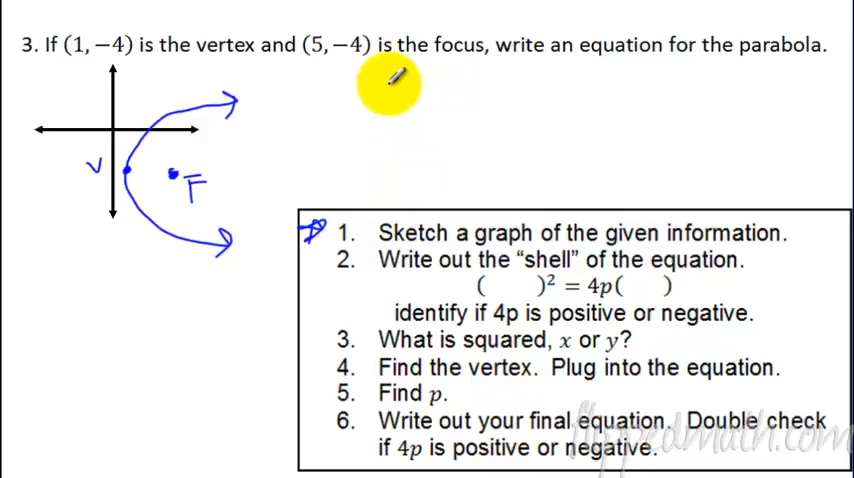 3. If (1, −4) is the vertex and (5, −4) is the focus, write an equation for the parabola.
V
F
1. Sketch a graph of the given information.
2. Write out the “shell” of the equation.
(   )² = 4p(   )
identify if 4p is positive or negative.
3. What is squared, x or y?
4. Find the vertex. Plug into the equation.
5. Find p.
6. Write out your final equation. Double check
if 4p is positive or negative.
flippedmath.com